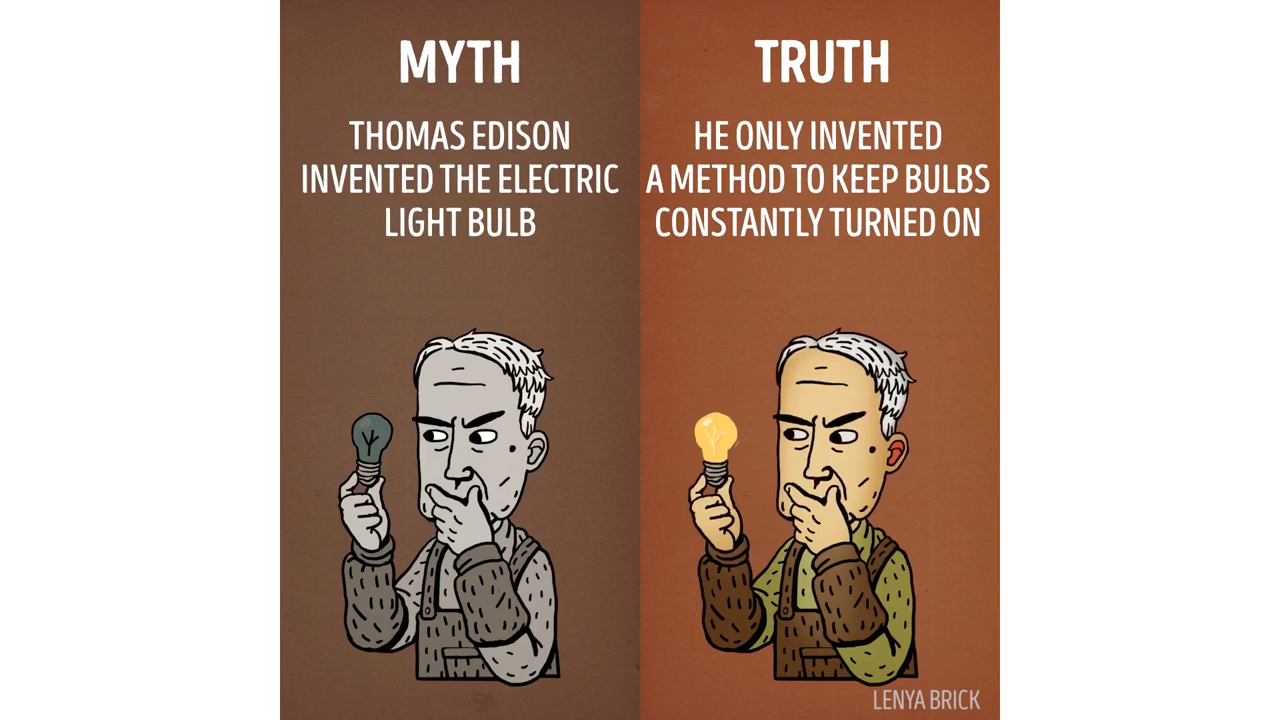 MYTH
THOMAS EDISON
INVENTED THE ELECTRIC
LIGHT BULB
TRUTH
HE ONLY INVENTED
A METHOD TO KEEP BULBS
CONSTANTLY TURNED ON
LENYA BRICK